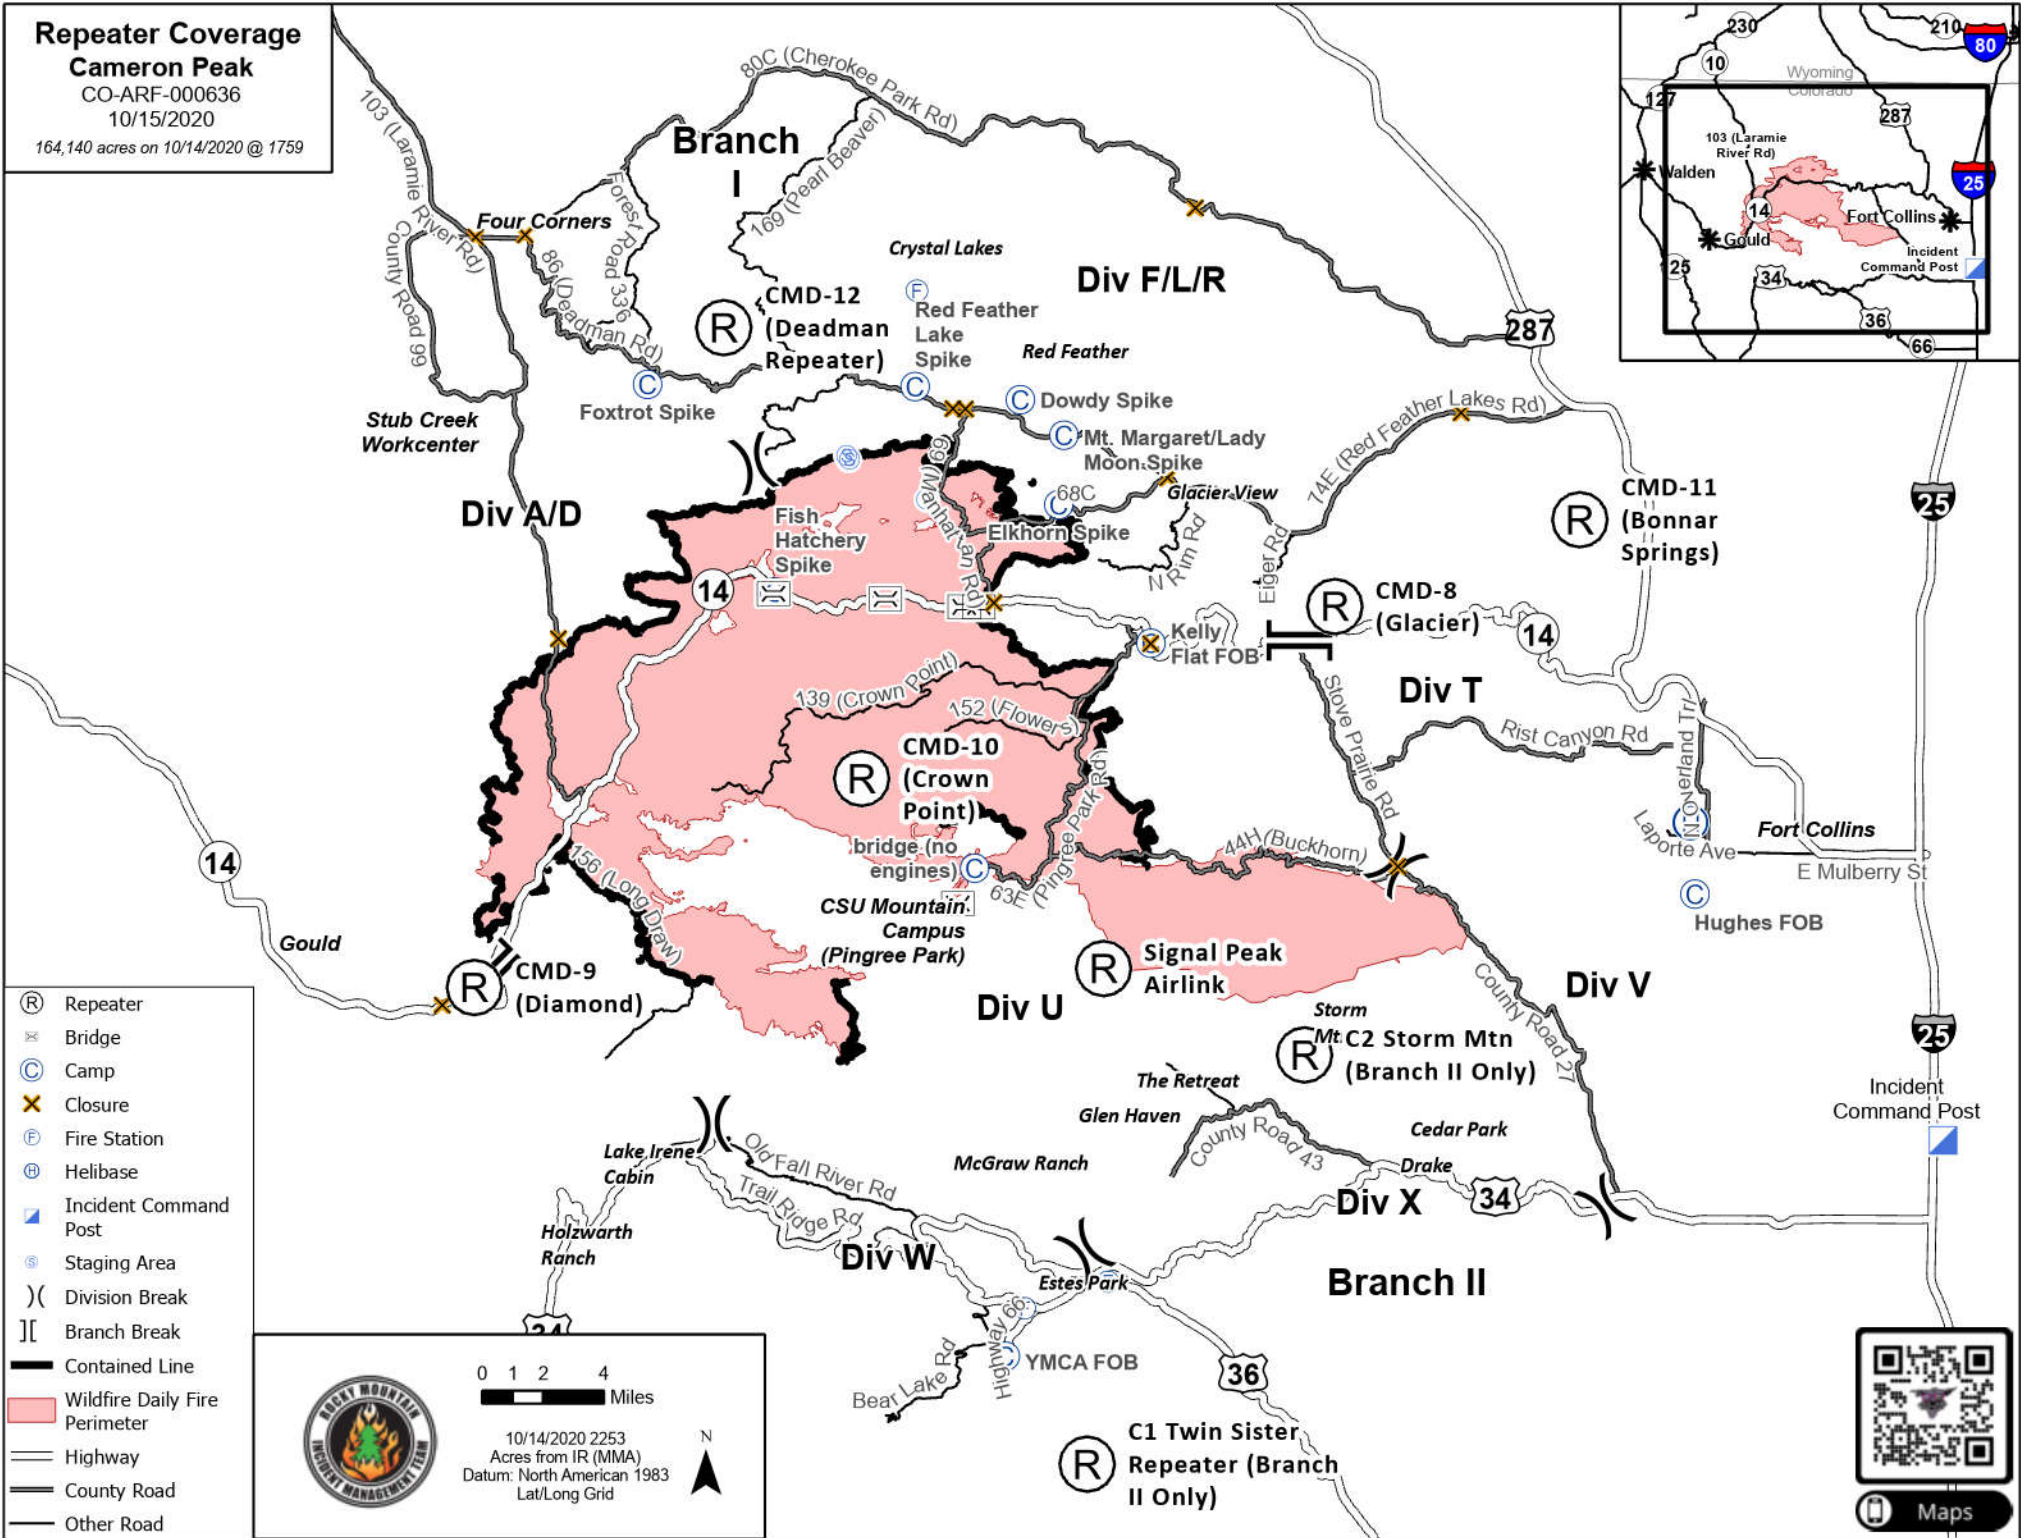 Repeater Coverage
Cameron Peak
CO-ARF-000636
10/15/2020
164,140 acres on 10/14/2020 @ 1759
230
210
80
10
Wyoming
Colorado
127
287
103 (Laramie
River Rd)
Walden
25
14
Fort Collins
Gould
Incident
Command Post
125
34
36
66
80C (Cherokee Park Rd)
103 (Laramie River Rd)
Branch
I
169 (Pearl Beaver)
Forest Road 336
Four Corners
County Road 99
86 (Deadman Rd)
Crystal Lakes
Div F/L/R
CMD-12
(Deadman
Repeater)
R
F
Red Feather
Lake
Spike
Red Feather
287
C
Foxtrot Spike
C
C
Dowdy Spike
C
Mt. Margaret/Lady
Moon Spike
74E (Red Feather Lakes Rd)
Stub Creek
Workcenter
S
69 (Manhattan Rd)
68C
C
Glacier View
Elkhorn Spike
N Rim Rd
Eiger Rd
R
CMD-11
(Bonnar
Springs)
25
Div A/D
Fish
Hatchery
Spike
14
R
CMD-8
(Glacier)
14
Kelly
Flat FOB
Div T
139 (Crown Point)
152 (Flowers)
Stove Prairie Rd
Rist Canyon Rd
N Overland Trl
R
CMD-10
(Crown
Point)
63E (Pingree Park Rd)
44H (Buckhorn)
Laporte Ave
Fort Collins
E Mulberry St
14
156 (Long Draw)
bridge (no
engines)
C
CSU Mountain
Campus
(Pingree Park)
C
Hughes FOB
Gould
R
CMD-9
(Diamond)
R
Signal Peak
Airlink
Div U
Div V
County Road 27
Storm
Mt
R
C2 Storm Mtn
(Branch II Only)
25
Incident
Command Post
The Retreat
Glen Haven
County Road 43
Cedar Park
Drake
Lake Irene
Cabin
Old Fall River Rd
Trail Ridge Rd
McGraw Ranch
Div X
34
Holzwarth
Ranch
Div W
Estes Park
Branch II
34
Highway 66
Bear Lake Rd
C
YMCA FOB
36
R
C1 Twin Sister
Repeater (Branch
II Only)
R
Repeater
Bridge
C
Camp
Closure
F
Fire Station
H
Helibase
Incident Command
Post
S
Staging Area
Division Break
Branch Break
Contained Line
Wildfire Daily Fire
Perimeter
Highway
County Road
Other Road
ROCKY MOUNTAIN
INCIDENT MANAGEMENT TEAM
0 1 2 4
Miles
10/14/2020 2253
Acres from IR (MMA)
Datum: North American 1983
Lat/Long Grid
N
Maps